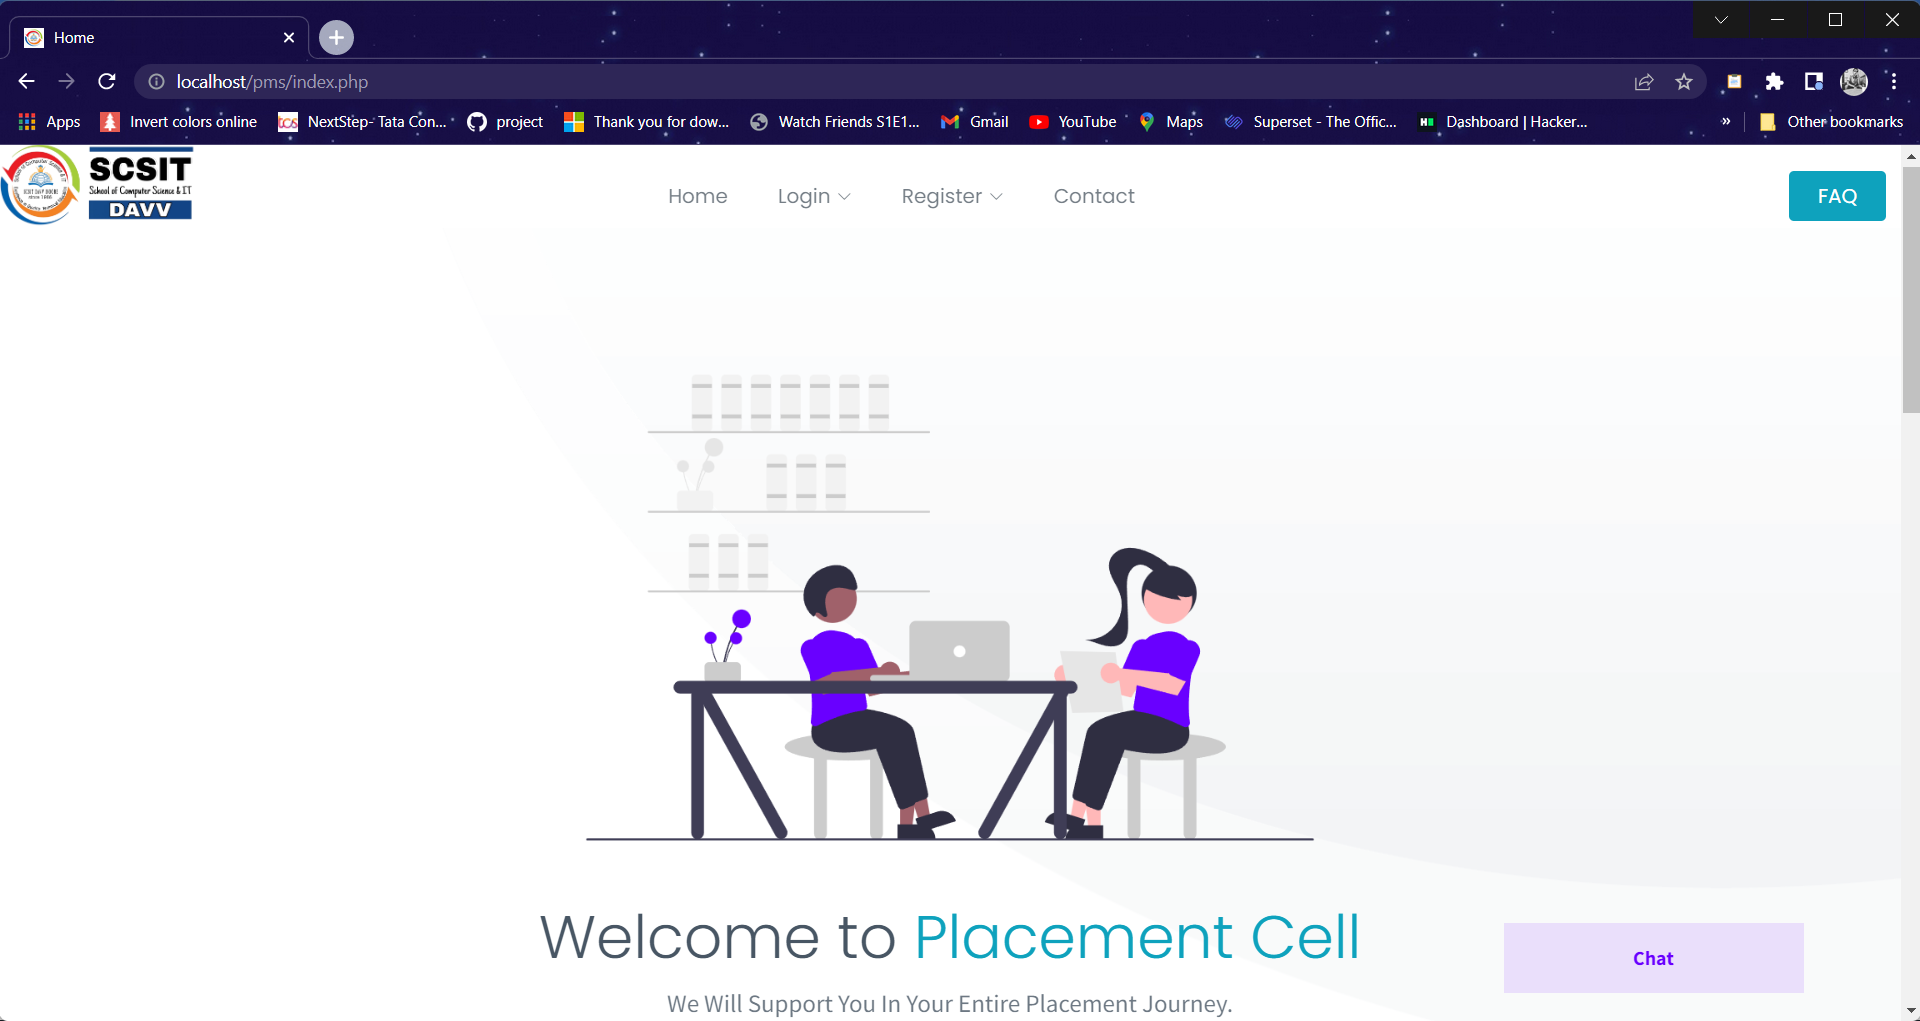 Home
localhost/pms/index.php
Apps
Invert colors online
tcs
NextStep- Tata Con...
project
Thank you for dow...
Watch Friends S1E1...
Gmail
YouTube
Maps
Superset - The Offic...
H
Dashboard | Hacker...
»
Other bookmarks
SCSIT
School of Computer Science & IT
DAVV
Home
Login
Register
Contact
FAQ
Welcome to Placement Cell
Chat
We Will Support You In Your Entire Placement Journey.